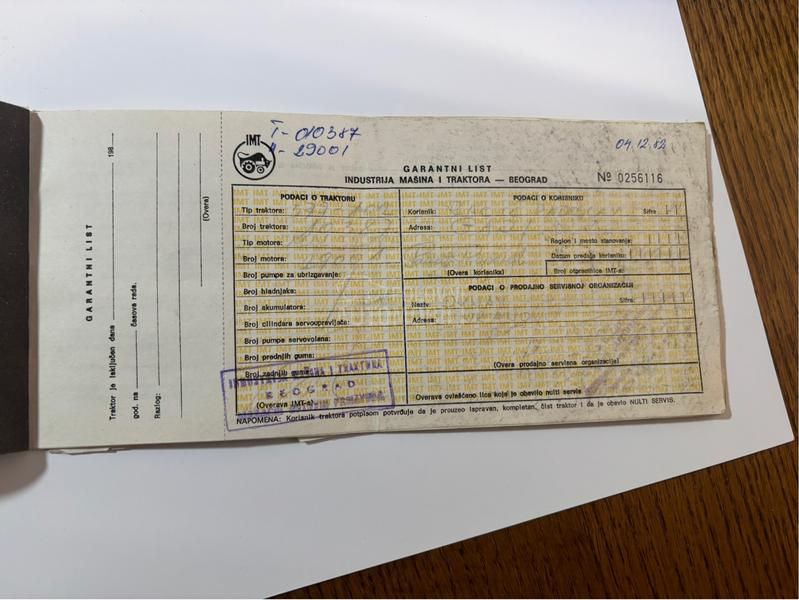 GARANTNI LIST
Traktor je isključen dana 198
god. na časova rada.
Razlog:
(Overa)
IMT
T- 010387
29001
04.12.82
GARANTNI LIST
INDUSTRIJA MAŠINA I TRAKTORA — BEOGRAD
№ 0256116
PODACI O TRAKTORU
Tip traktora:
Broj traktora:
Tip motora:
Broj motora:
Broj pumpe za ubrizgavanje:
Broj hladnjaka:
Broj akumulatora:
Broj cilindara servoupravljača:
Broj pumpe servovolana:
Broj prednjih guma:
Broj zadnjih guma:
(Overava IMT-a)
INDUSTRIJA MAŠINA I TRAKTORA
BEOGRAD
PODACI O KORISNIKU
Korisnik: Šifra
Adresa:
Region i mesto stanovanja:
Datum predaje korisniku:
(Overa korisnika)
Broj otpremnice IMT-a:
PODACI O PRODAJNO SERVISNOJ ORGANIZACIJI
Naziv: Šifra:
Adresa:
(Overa prodajno servisne organizacije)
Overava ovlašćeno lice koje je obavilo nulti servis
NAPOMENA: Korisnik traktora potpisom potvrđuje da je preuzeo ispravan, kompletan, čist traktor i da je obavio NULTI SERVIS.